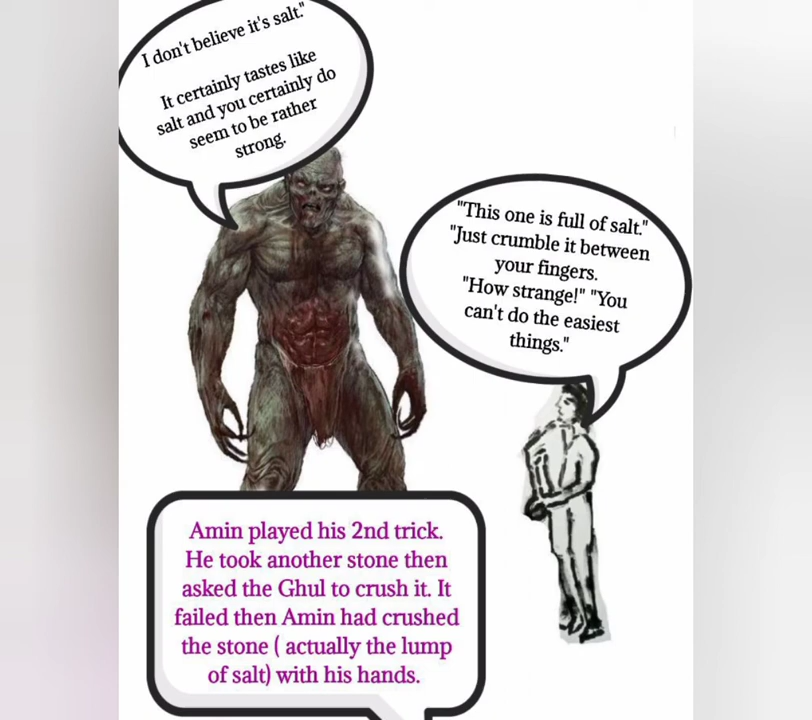 I don't believe it's salt."
It certainly tastes like
salt and you certainly do
seem to be rather
strong.
"This one is full of salt."
"Just crumble it between
your fingers.
"How strange!" "You
can't do the easiest
things."
Amin played his 2nd trick.
He took another stone then
asked the Ghul to crush it. It
failed then Amin had crushed
the stone ( actually the lump
of salt) with his hands.